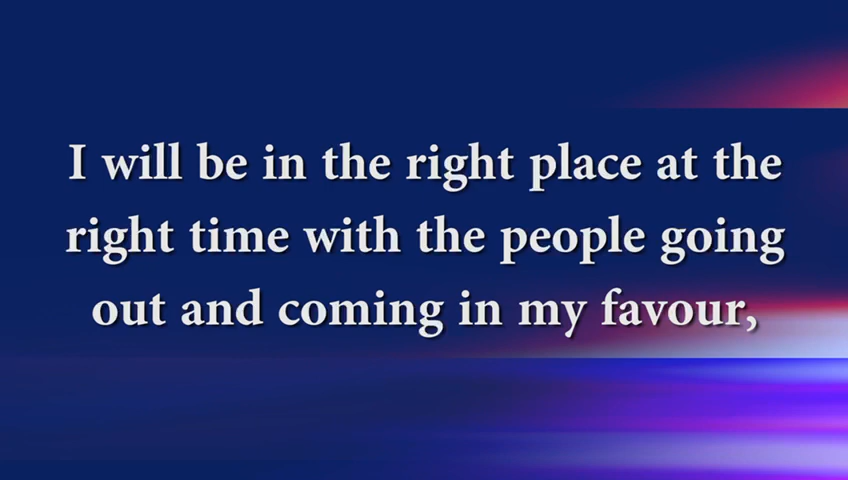 I will be in the right place at the
right time with the people going
out and coming in my favour,